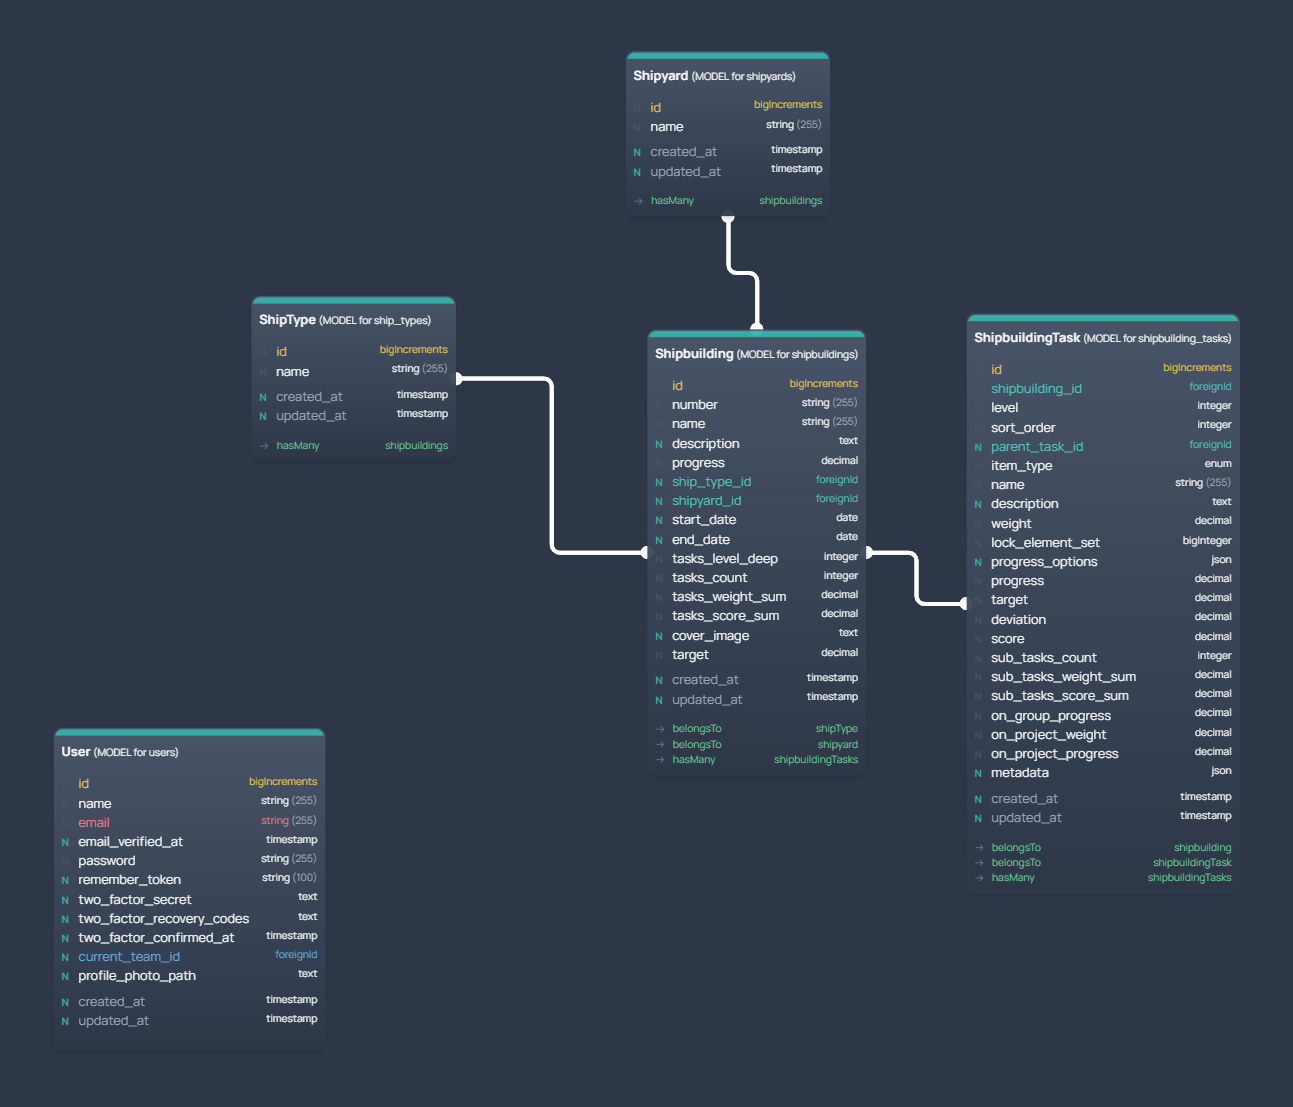 Shipyard (MODEL for shipyards)
N id bigIncrements
N name string (255)
N created_at timestamp
N updated_at timestamp
→ hasMany shipbuildings
ShipType (MODEL for ship_types)
N id bigIncrements
N name string (255)
N created_at timestamp
N updated_at timestamp
→ hasMany shipbuildings
Shipbuilding (MODEL for shipbuildings)
N id bigIncrements
N number string (255)
N name string (255)
N description text
N progress decimal
N ship_type_id foreignId
N shipyard_id foreignId
N start_date date
N end_date date
N tasks_level_deep integer
N tasks_count integer
N tasks_weight_sum decimal
N tasks_score_sum decimal
N cover_image text
N target decimal
N created_at timestamp
N updated_at timestamp
→ belongsTo shipType
→ belongsTo shipyard
→ hasMany shipbuildingTasks
ShipbuildingTask (MODEL for shipbuilding_tasks)
N id bigIncrements
N shipbuilding_id foreignId
N level integer
N sort_order integer
N parent_task_id foreignId
N item_type enum
N name string (255)
N description text
N weight decimal
N lock_element_set bigInteger
N progress_options json
N progress decimal
N target decimal
N deviation decimal
N score decimal
N sub_tasks_count integer
N sub_tasks_weight_sum decimal
N sub_tasks_score_sum decimal
N on_group_progress decimal
N on_project_weight decimal
N on_project_progress decimal
N metadata json
N created_at timestamp
N updated_at timestamp
→ belongsTo shipbuilding
→ belongsTo shipbuildingTask
→ hasMany shipbuildingTasks
User (MODEL for users)
N id bigIncrements
N name string (255)
N email string (255)
N email_verified_at timestamp
N password string (255)
N remember_token string (100)
N two_factor_secret text
N two_factor_recovery_codes text
N two_factor_confirmed_at timestamp
N current_team_id foreignId
N profile_photo_path text
N created_at timestamp
N updated_at timestamp